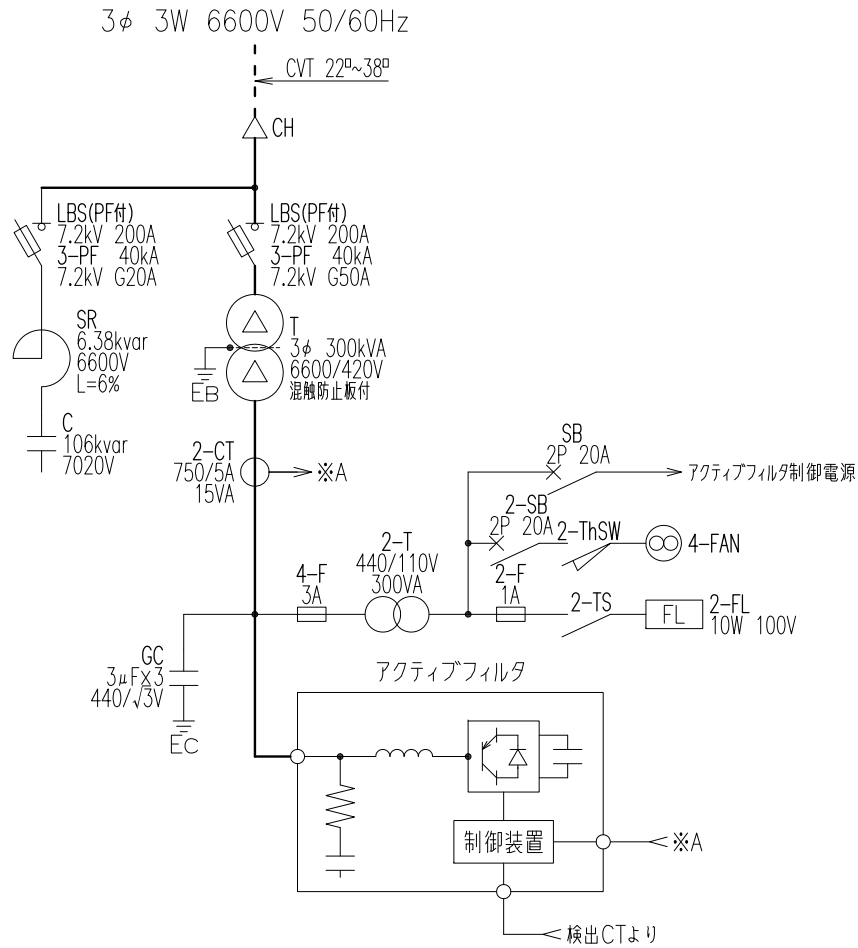 3φ 3W 6600V 50/60Hz
CVT 22□~38□
CH
LBS(PF付)
7.2kV 200A
3-PF 40kA
7.2kV G20A
LBS(PF付)
7.2kV 200A
3-PF 40kA
7.2kV G50A
SR
6.38kvar
6600V
L=6%
T
3φ 300kVA
6600/420V
混触防止板付
EB
C
106kvar
7020V
2-CT
750/5A
15VA
※A
SB
2P 20A
アクティブフィルタ制御電源
2-SB
2P 20A
2-ThSW
4-FAN
2-T
440/110V
300VA
4-F
3A
2-F
1A
2-TS
FL
2-FL
10W 100V
GC
3μF×3
440/√3V
EC
アクティブフィルタ
制御装置
※A
検出CTより